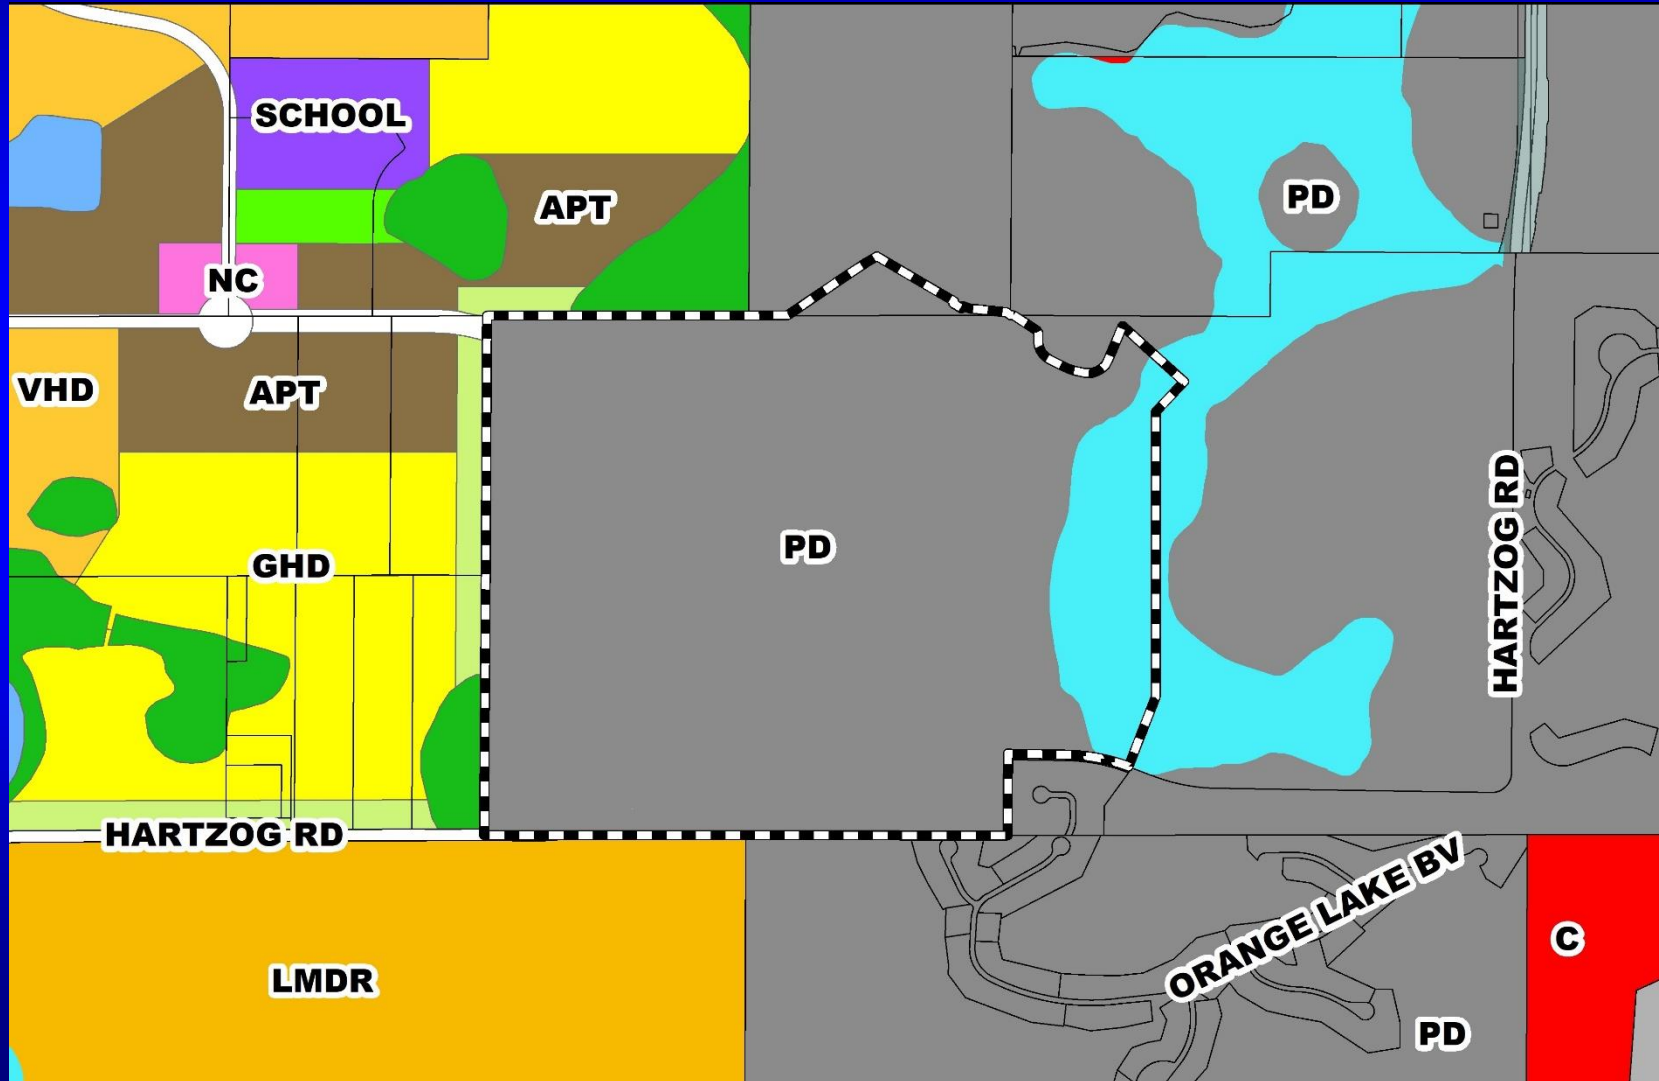 SCHOOL
PD
APT
NC
VHD
APT
PD
GHD
HARTZOG RD
HARTZOG RD
ORANGE LAKE BV
C
LMDR
PD